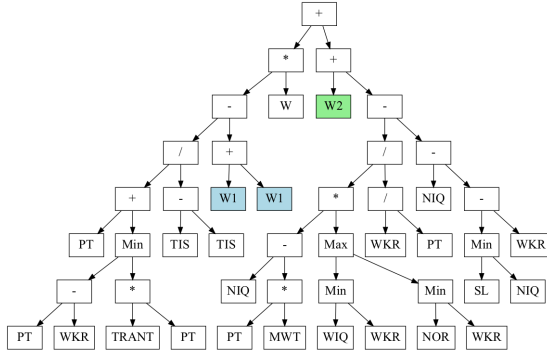 +
* +
- W W2 -
/ + / -
+ - W1 W1 * / NIQ -
PT Min TIS TIS - Max WKR PT Min WKR
- * NIQ * Min Min SL NIQ
PT WKR TRANT PT PT MWT WIQ WKR NOR WKR